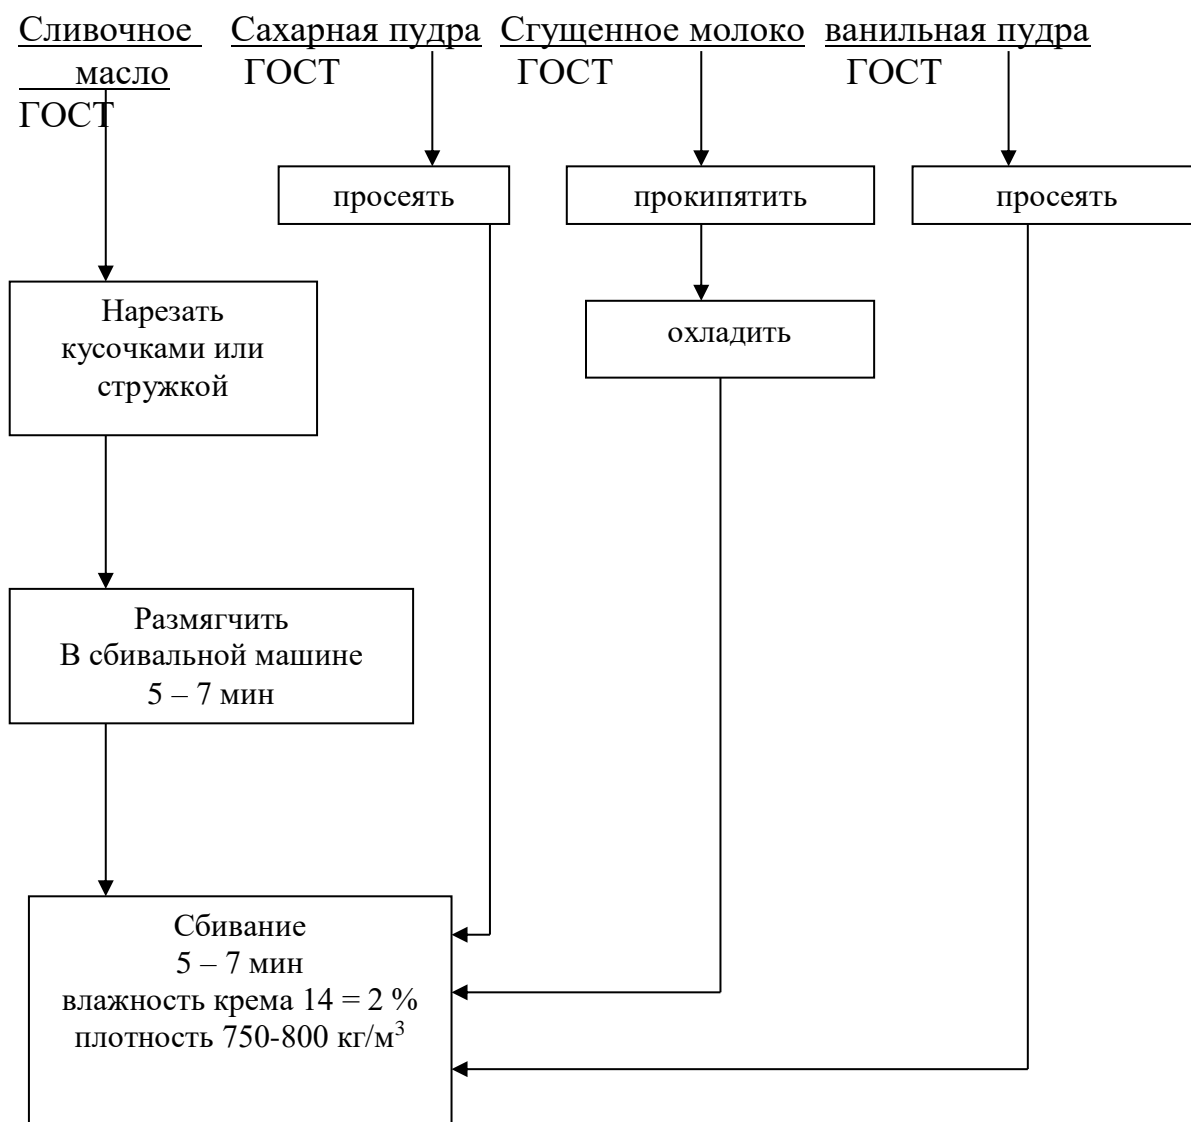 Сливочное Сахарная пудра Сгущенное молоко ванильная пудра
масло ГОСТ ГОСТ ГОСТ
ГОСТ
просеять прокипятить просеять
Нарезать
кусочками или
стружкой
охладить
Размягчить
В сбивальной машине
5 – 7 мин
Сбивание
5 – 7 мин
влажность крема 14 = 2 %
плотность 750-800 кг/м³